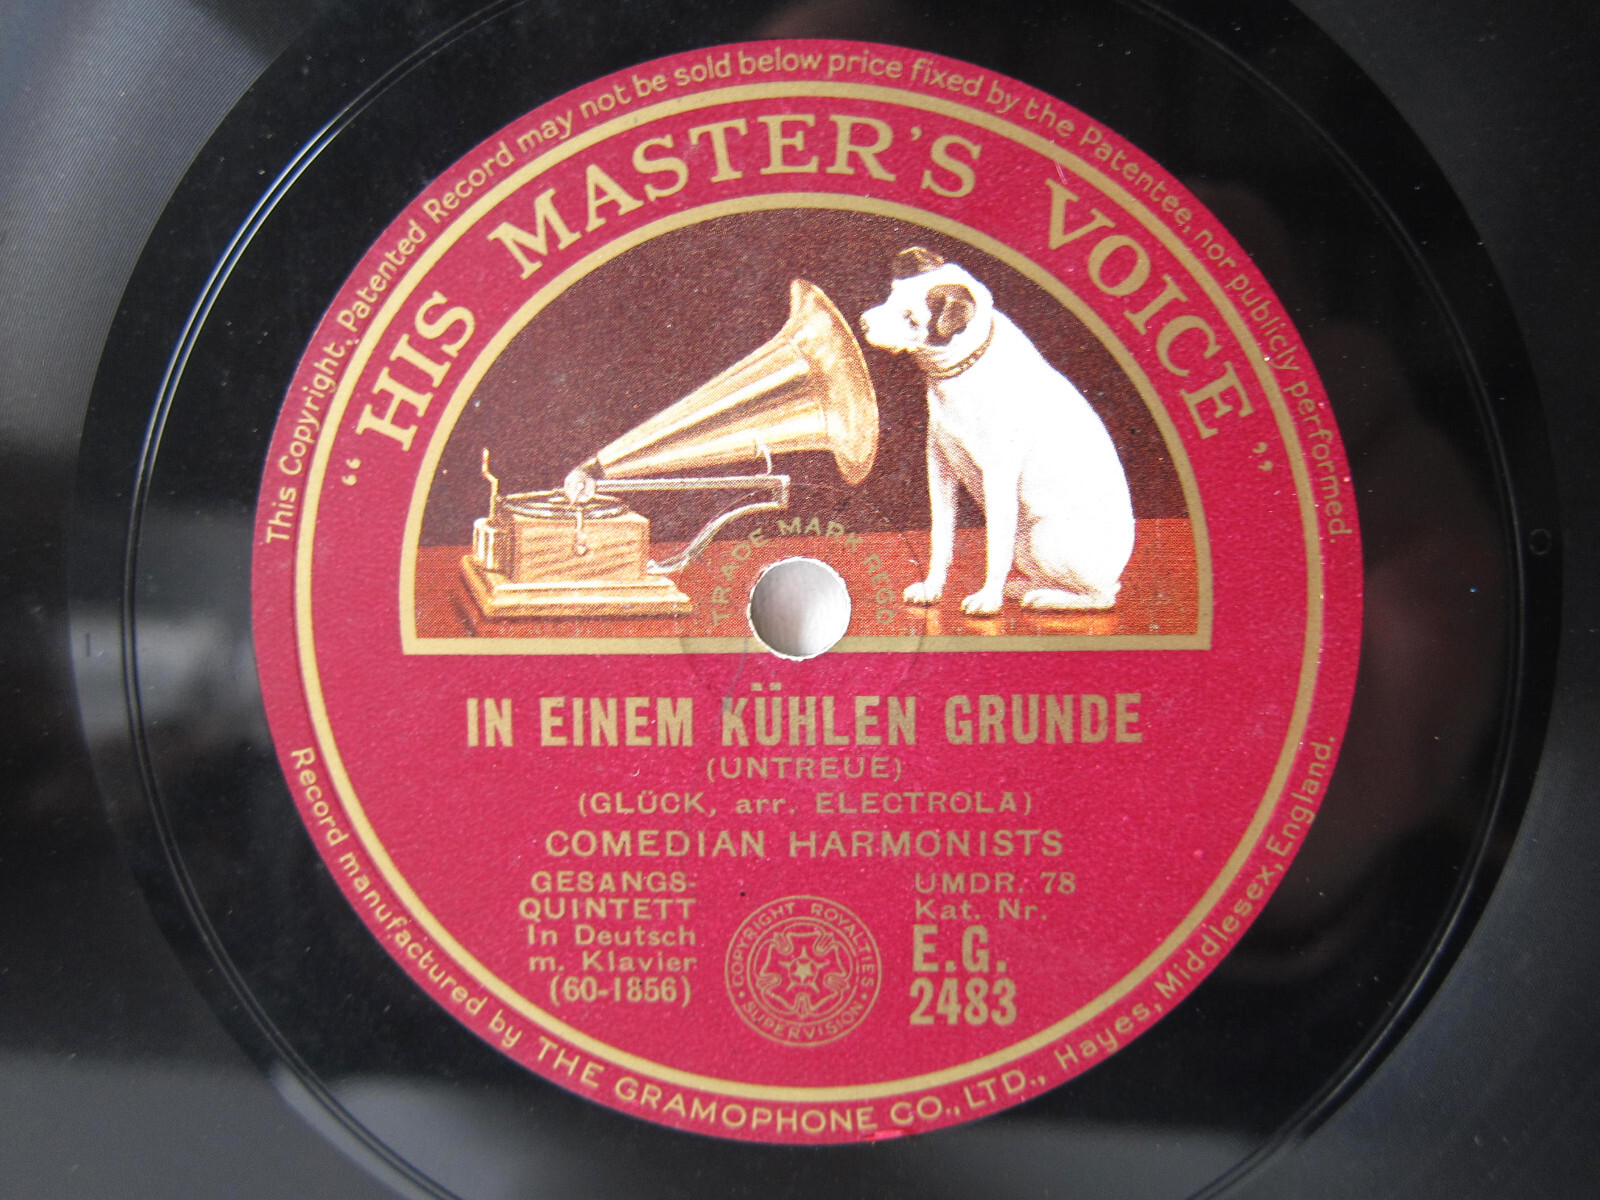 This Copyright, Patented Record may not be sold below price fixed by the Patentee, nor publicly performed.
“HIS MASTER'S VOICE”
TRADE MARK REGD
IN EINEM KÜHLEN GRUNDE
(UNTREUE)
(GLÜCK, arr. ELECTROLA)
COMEDIAN HARMONISTS
GESANGS-
QUINTETT
In Deutsch
m. Klavier
(60-1856)
COPYRIGHT ROYALTIES
SUPERVISION
UMDR. 78
Kat. Nr.
E.G.
2483
Record manufactured by THE GRAMOPHONE CO., LTD., Hayes, Middlesex, England.